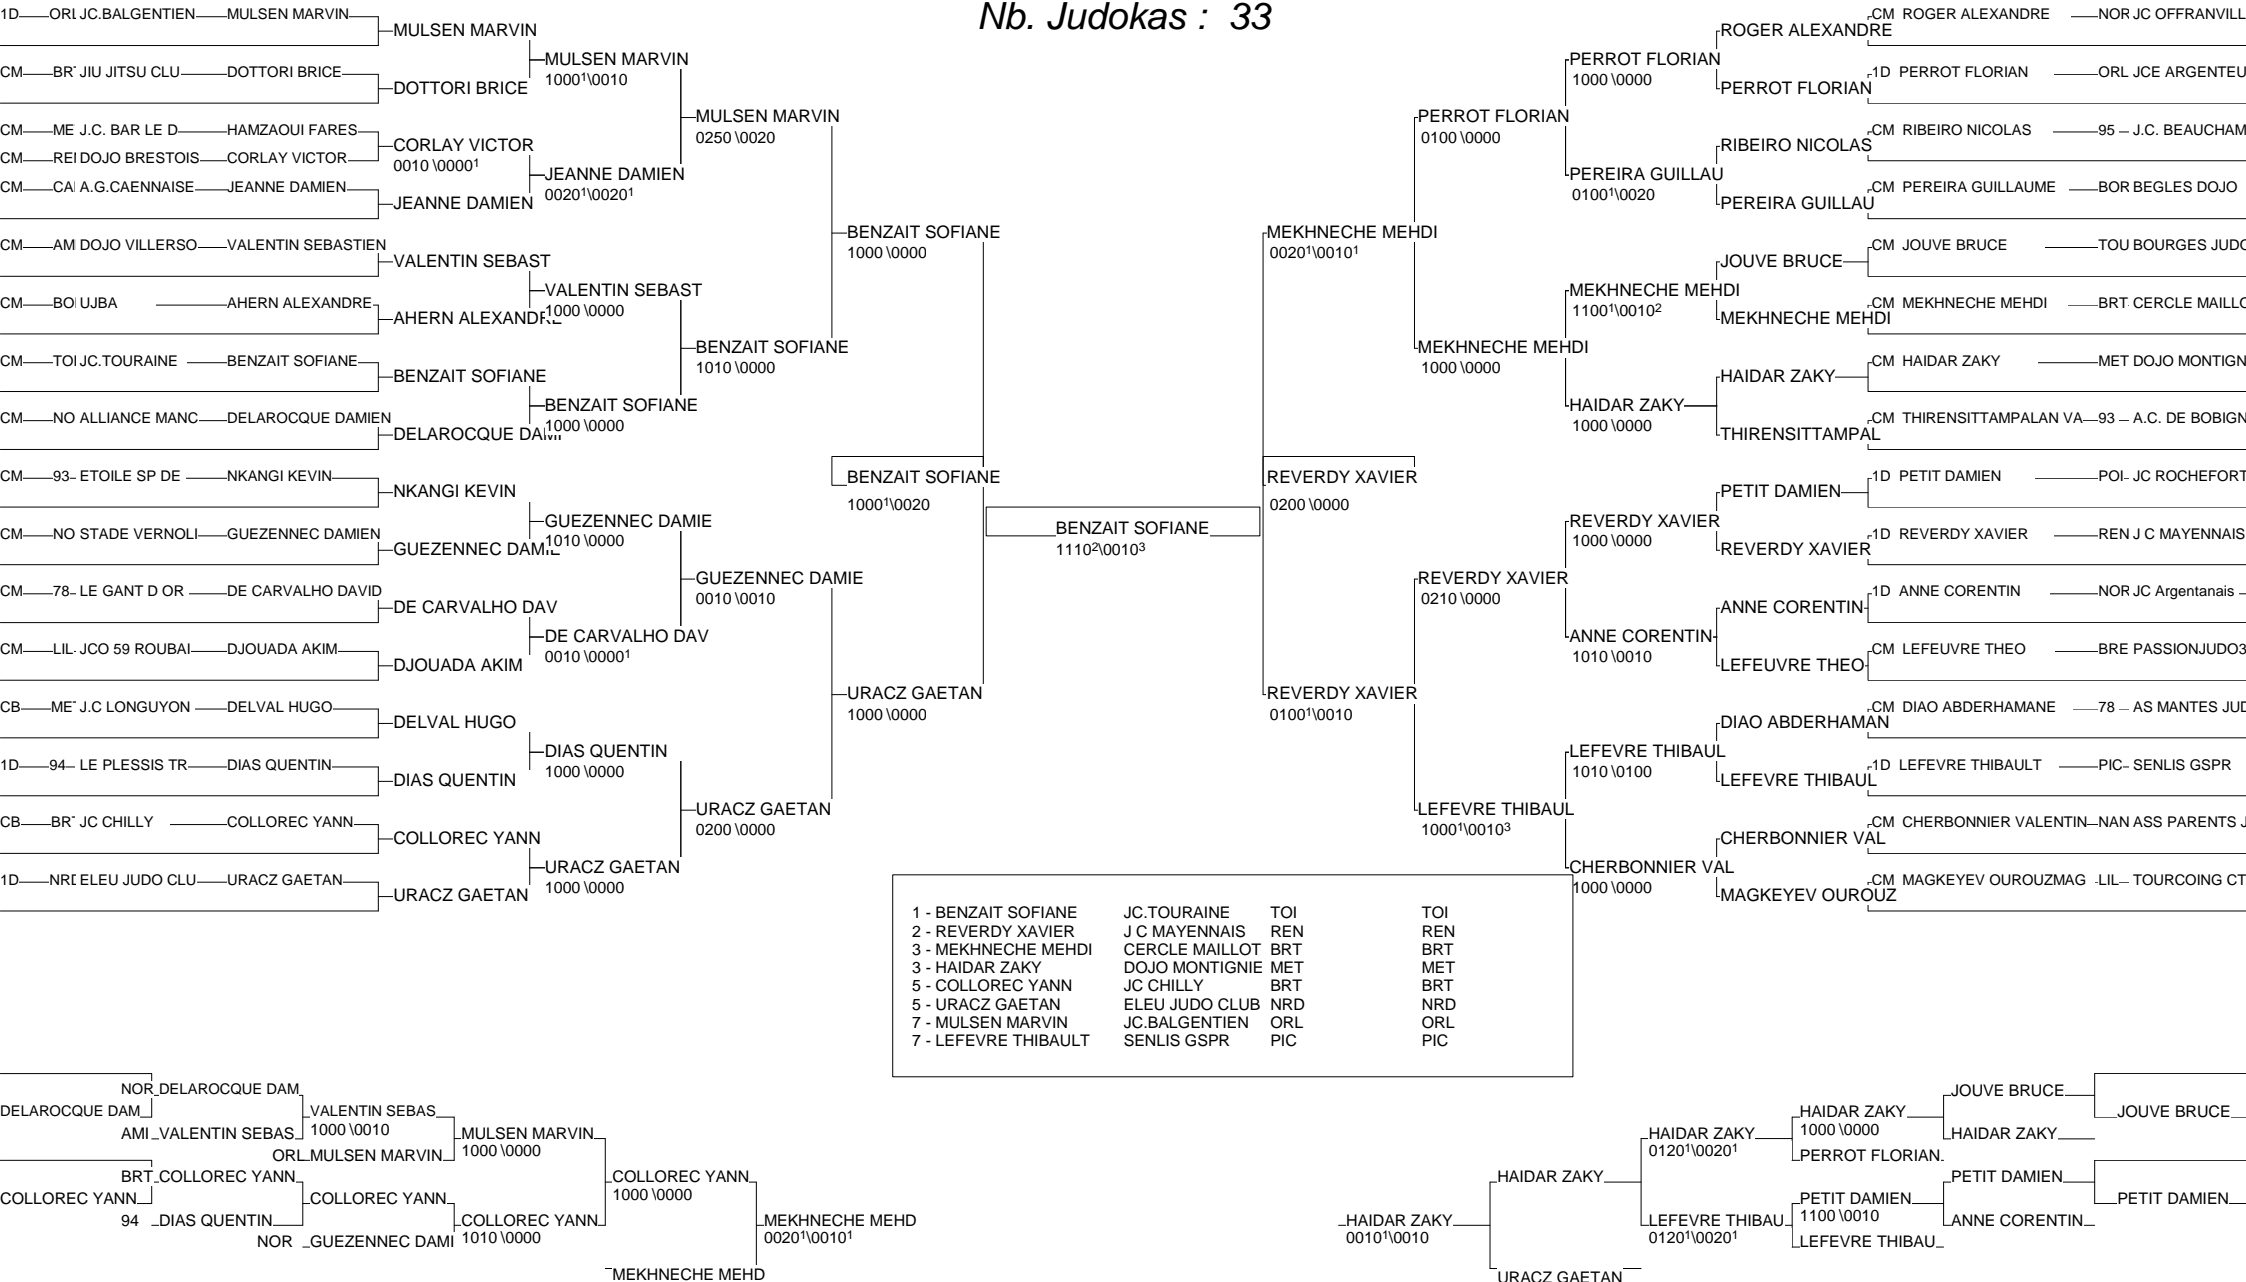 Nb. Judokas : 33
1D ORL JC.BALGENTIEN MULSEN MARVIN
CM BRT JIU JITSU CLU DOTTORI BRICE
CM ME J.C. BAR LE D HAMZAOUI FARES
CM REI DOJO BRESTOIS CORLAY VICTOR
CM CAI A.G.CAENNAISE JEANNE DAMIEN
CM AM DOJO VILLERSO VALENTIN SEBASTIEN
CM BO UJBA AHERN ALEXANDRE
CM TOI JC.TOURAINE BENZAIT SOFIANE
CM NO ALLIANCE MANC DELAROCQUE DAMIEN
CM 93 ETOILE SP DE NKANGI KEVIN
CM NO STADE VERNOLI GUEZENNEC DAMIEN
CM 78 LE GANT D OR DE CARVALHO DAVID
CM LIL JCO 59 ROUBAI DJOUADA AKIM
CB ME J.C LONGUYON DELVAL HUGO
1D 94 LE PLESSIS TR DIAS QUENTIN
CB BR JC CHILLY COLLOREC YANN
1D NRD ELEU JUDO CLU URACZ GAETAN
MULSEN MARVIN
DOTTORI BRICE
CORLAY VICTOR
0010 \0000¹
JEANNE DAMIEN
VALENTIN SEBAST
AHERN ALEXANDRE
BENZAIT SOFIANE
DELAROCQUE DAMI
NKANGI KEVIN
GUEZENNEC DAMIE
DE CARVALHO DAV
DJOUADA AKIM
DELVAL HUGO
DIAS QUENTIN
COLLOREC YANN
URACZ GAETAN
MULSEN MARVIN
1000¹\0010
JEANNE DAMIEN
0020¹\0020¹
VALENTIN SEBAST
1000 \0000
BENZAIT SOFIANE
1000 \0000
GUEZENNEC DAMIE
1010 \0000
DE CARVALHO DAV
0010 \0000¹
DIAS QUENTIN
1000 \0000
URACZ GAETAN
1000 \0000
MULSEN MARVIN
0250 \0020
BENZAIT SOFIANE
1010 \0000
GUEZENNEC DAMIE
0010 \0010
URACZ GAETAN
0200 \0000
BENZAIT SOFIANE
1000 \0000
URACZ GAETAN
1000 \0000
BENZAIT SOFIANE
1000¹\0020
BENZAIT SOFIANE
1110²\0010³
REVERDY XAVIER
0200 \0000
MEKHNECHE MEHDI
0020¹\0010¹
REVERDY XAVIER
0100¹\0010
PERROT FLORIAN
0100 \0000
MEKHNECHE MEHDI
1000 \0000
REVERDY XAVIER
0210 \0000
LEFEVRE THIBAUL
1000¹\0010³
PERROT FLORIAN
1000 \0000
PEREIRA GUILLAU
0100¹\0020
MEKHNECHE MEHDI
1100¹\0010²
HAIDAR ZAKY
1000 \0000
REVERDY XAVIER
1000 \0000
ANNE CORENTIN
1010 \0010
LEFEVRE THIBAUL
1010 \0100
CHERBONNIER VAL
1000 \0000
ROGER ALEXANDRE
PERROT FLORIAN
RIBEIRO NICOLAS
PEREIRA GUILLAU
JOUVE BRUCE
MEKHNECHE MEHDI
HAIDAR ZAKY
THIRENSITTAMPAL
PETIT DAMIEN
REVERDY XAVIER
ANNE CORENTIN
LEFEUVRE THEO
DIAO ABDERHAMAN
LEFEVRE THIBAUL
CHERBONNIER VAL
MAGKEYEV OUROUZ
CM ROGER ALEXANDRE NOR JC OFFRANVILL
1D PERROT FLORIAN ORL JCE ARGENTEU
CM RIBEIRO NICOLAS 95 J.C. BEAUCHAM
CM PEREIRA GUILLAUME BOR BEGLES DOJO
CM JOUVE BRUCE TOU BOURGES JUDO
CM MEKHNECHE MEHDI BRT CERCLE MAILLO
CM HAIDAR ZAKY MET DOJO MONTIGN
CM THIRENSITTAMPALAN VA 93 A.C. DE BOBIGN
1D PETIT DAMIEN POI JC ROCHEFORT
1D REVERDY XAVIER REN J C MAYENNAIS
1D ANNE CORENTIN NOR JC Argentanais
CM LEFEUVRE THEO BRE PASSIONJUDO3
CM DIAO ABDERHAMANE 78 AS MANTES JUD
1D LEFEVRE THIBAULT PIC SENLIS GSPR
CM CHERBONNIER VALENTIN NAN ASS PARENTS J
CM MAGKEYEV OUROUZMAG LIL TOURCOING CT
1 - BENZAIT SOFIANE JC.TOURAINE TOI TOI
2 - REVERDY XAVIER J C MAYENNAIS REN REN
3 - MEKHNECHE MEHDI CERCLE MAILLOT BRT BRT
3 - HAIDAR ZAKY DOJO MONTIGNIE MET MET
5 - COLLOREC YANN JC CHILLY BRT BRT
5 - URACZ GAETAN ELEU JUDO CLUB NRD NRD
7 - MULSEN MARVIN JC.BALGENTIEN ORL ORL
7 - LEFEVRE THIBAULT SENLIS GSPR PIC PIC
DELAROCQUE DAM
COLLOREC YANN
NOR DELAROCQUE DAM
AMI VALENTIN SEBAS
BRT COLLOREC YANN
94 DIAS QUENTIN
VALENTIN SEBAS
1000 \0010
ORL MULSEN MARVIN
COLLOREC YANN
NOR GUEZENNEC DAMI
MULSEN MARVIN
1000 \0000
COLLOREC YANN
1010 \0000
COLLOREC YANN
1000 \0000
MEKHNECHE MEHD
MEKHNECHE MEHD
0020¹\0010¹
HAIDAR ZAKY
0010¹\0010
HAIDAR ZAKY
URACZ GAETAN
HAIDAR ZAKY
0120¹\0020¹
LEFEVRE THIBAU
0120¹\0020¹
HAIDAR ZAKY
1000 \0000
PERROT FLORIAN
PETIT DAMIEN
1100 \0010
LEFEVRE THIBAU
JOUVE BRUCE
HAIDAR ZAKY
PETIT DAMIEN
ANNE CORENTIN
JOUVE BRUCE
PETIT DAMIEN